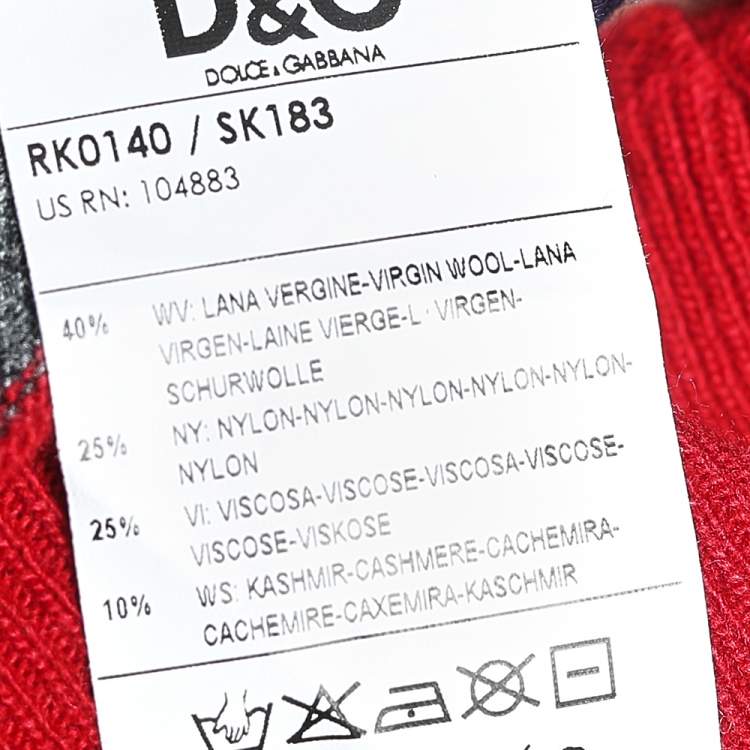 D&G
DOLCE & GABBANA
RK0140 / SK183
US RN: 104883
40% WV: LANA VERGINE-VIRGIN WOOL-LANA
VIRGEN-LAINE VIERGE-L· VIRGEN-
SCHURWOLLE
25% NY: NYLON-NYLON-NYLON-NYLON-NYLON-
NYLON
25% VI: VISCOSA-VISCOSE-VISCOSA-VISCOSE-
VISCOSE-VISKOSE
10% WS: KASHMIR-CASHMERE-CACHEMIRA-
CACHEMIRE-CAXEMIRA-KASCHMIR